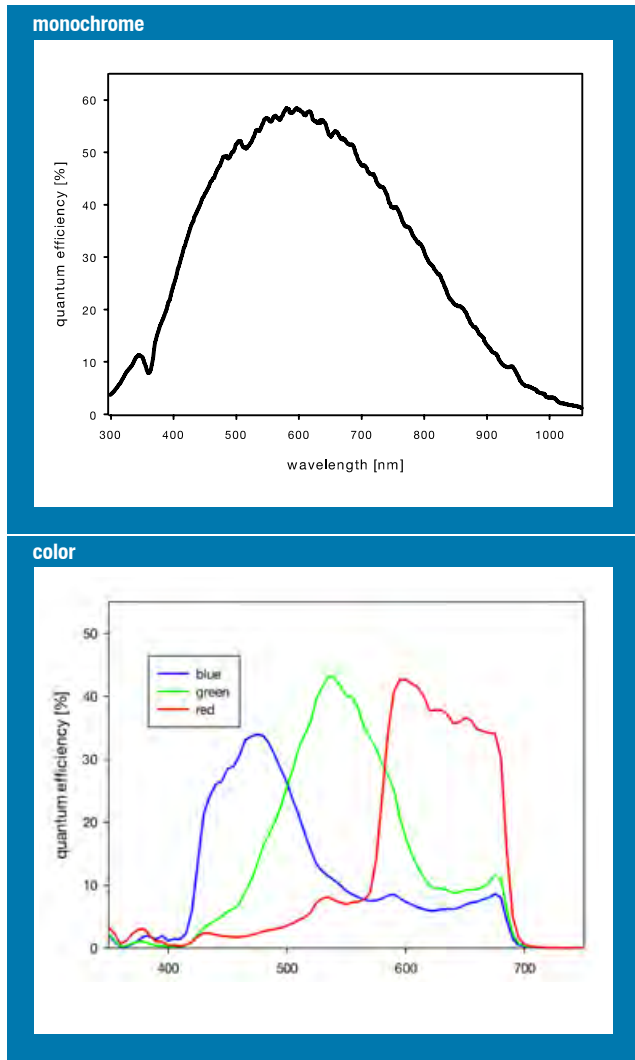 monochrome
60
50
40
30
20
10
0
quantum efficiency [%]
300 400 500 600 700 800 900 1000
wavelength [nm]
color
50
40
30
20
10
0
quantum efficiency [%]
blue
green
red
400 500 600 700